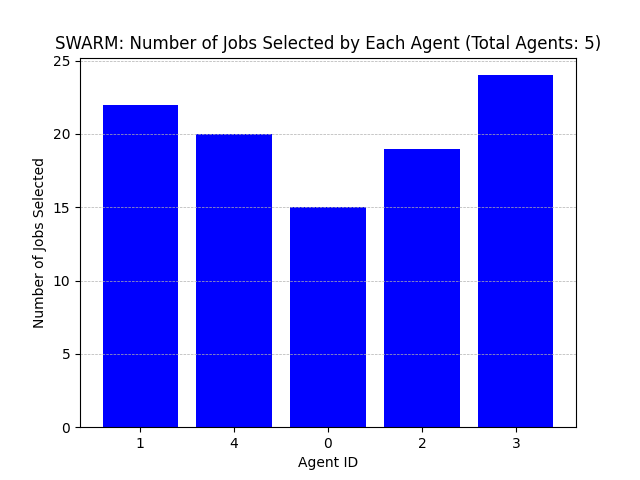 SWARM: Number of Jobs Selected by Each Agent (Total Agents: 5)
25
20
15
10
5
0
Number of Jobs Selected
1 4 0 2 3
Agent ID